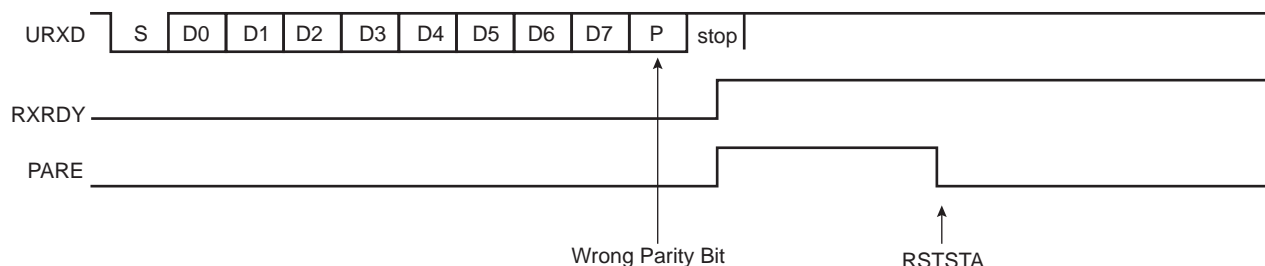 URXD S D0 D1 D2 D3 D4 D5 D6 D7 P stop
RXRDY
PARE
Wrong Parity Bit RSTSTA